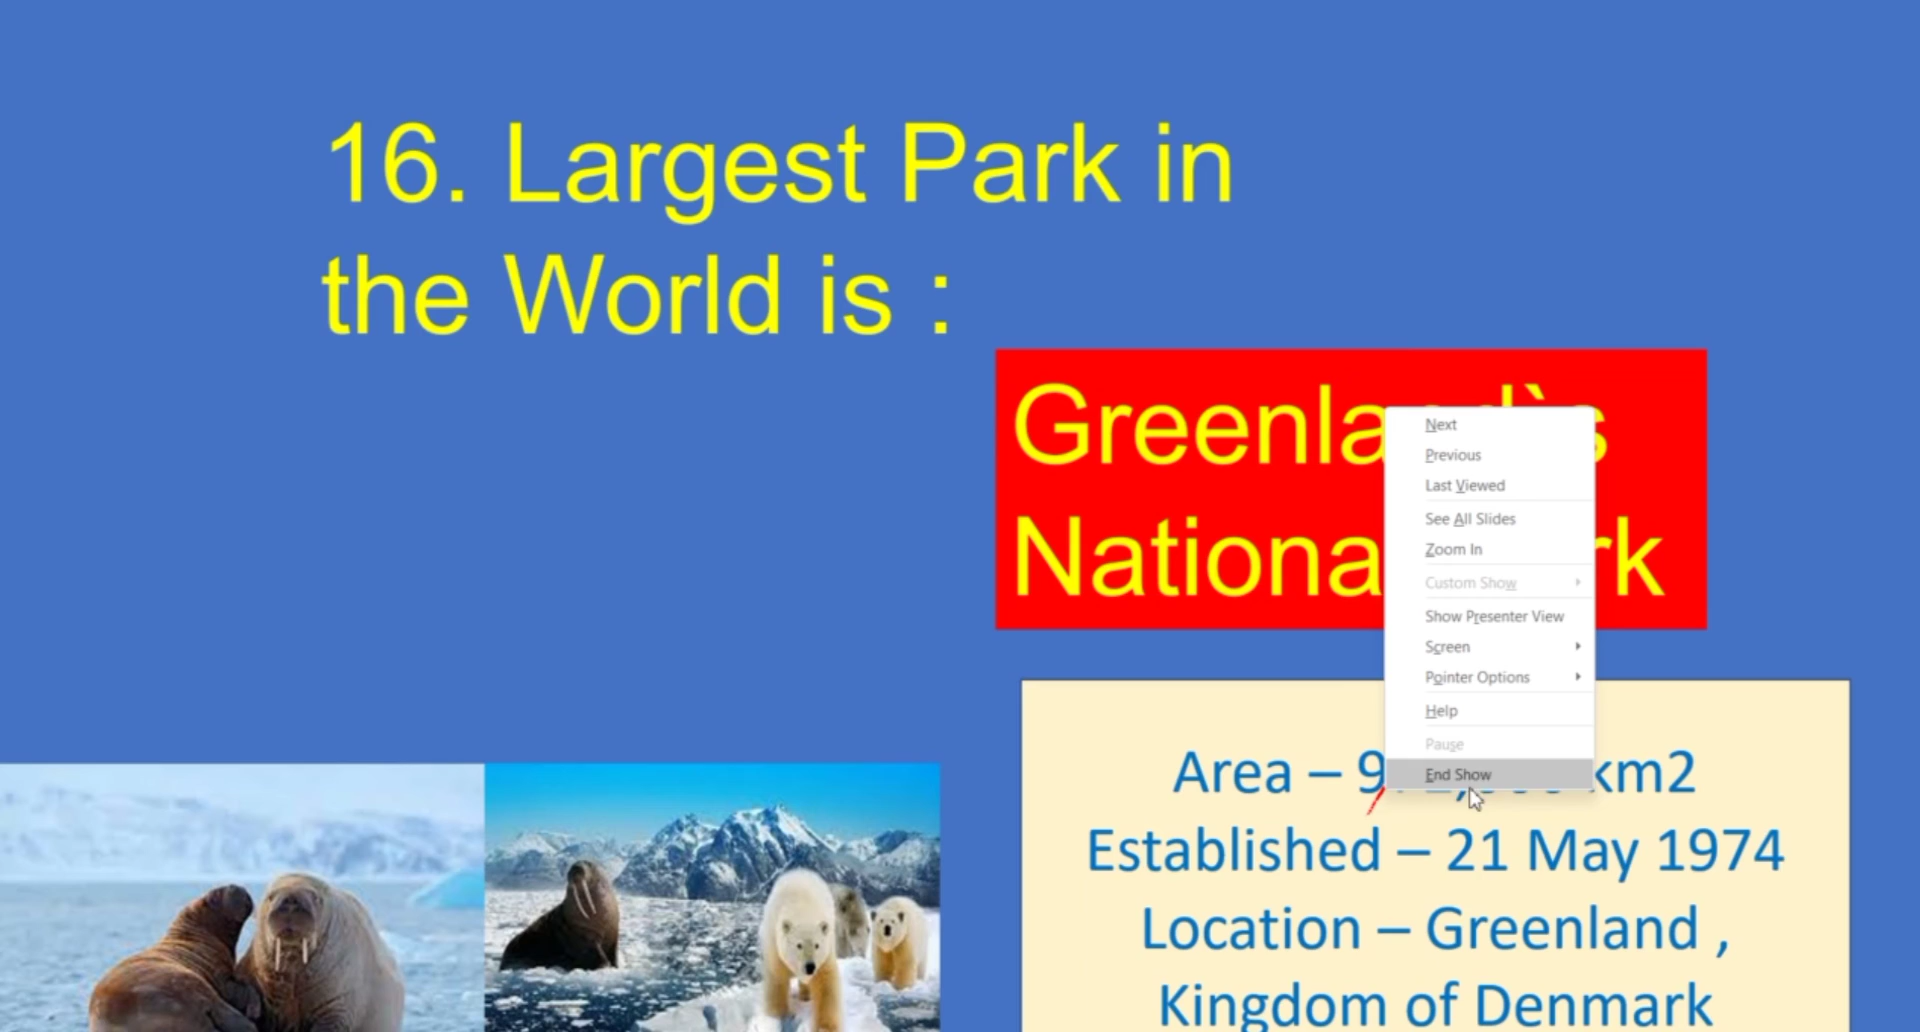 16. Largest Park in
the World is :
Greenla d`s
Nationa rk
Next
Previous
Last Viewed
See All Slides
Zoom In
Custom Show
Show Presenter View
Screen
Pointer Options
Help
Pause
End Show
Area – 9 km2
Established – 21 May 1974
Location – Greenland ,
Kingdom of Denmark